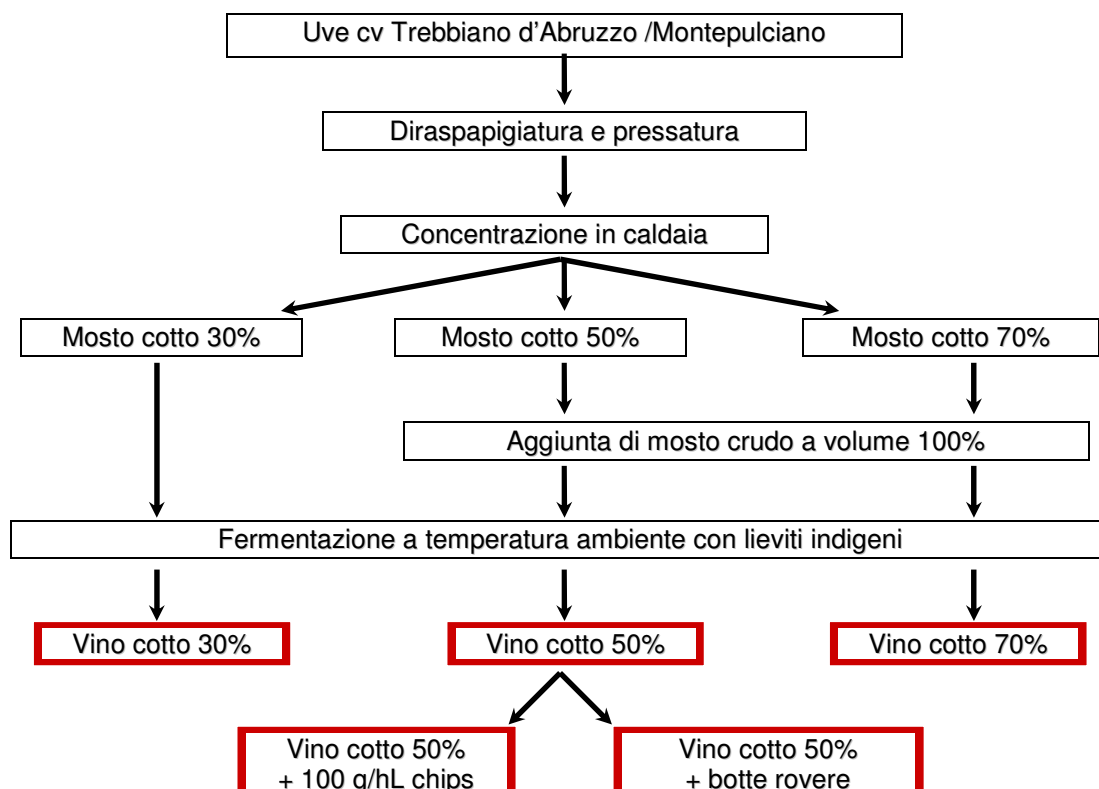 Uve cv Trebbiano d'Abruzzo /Montepulciano
Diraspapigiatura e pressatura
Concentrazione in caldaia
Mosto cotto 30%
Mosto cotto 50%
Mosto cotto 70%
Aggiunta di mosto crudo a volume 100%
Fermentazione a temperatura ambiente con lieviti indigeni
Vino cotto 30%
Vino cotto 50%
Vino cotto 70%
Vino cotto 50%
+ 100 g/hL chips
Vino cotto 50%
+ botte rovere